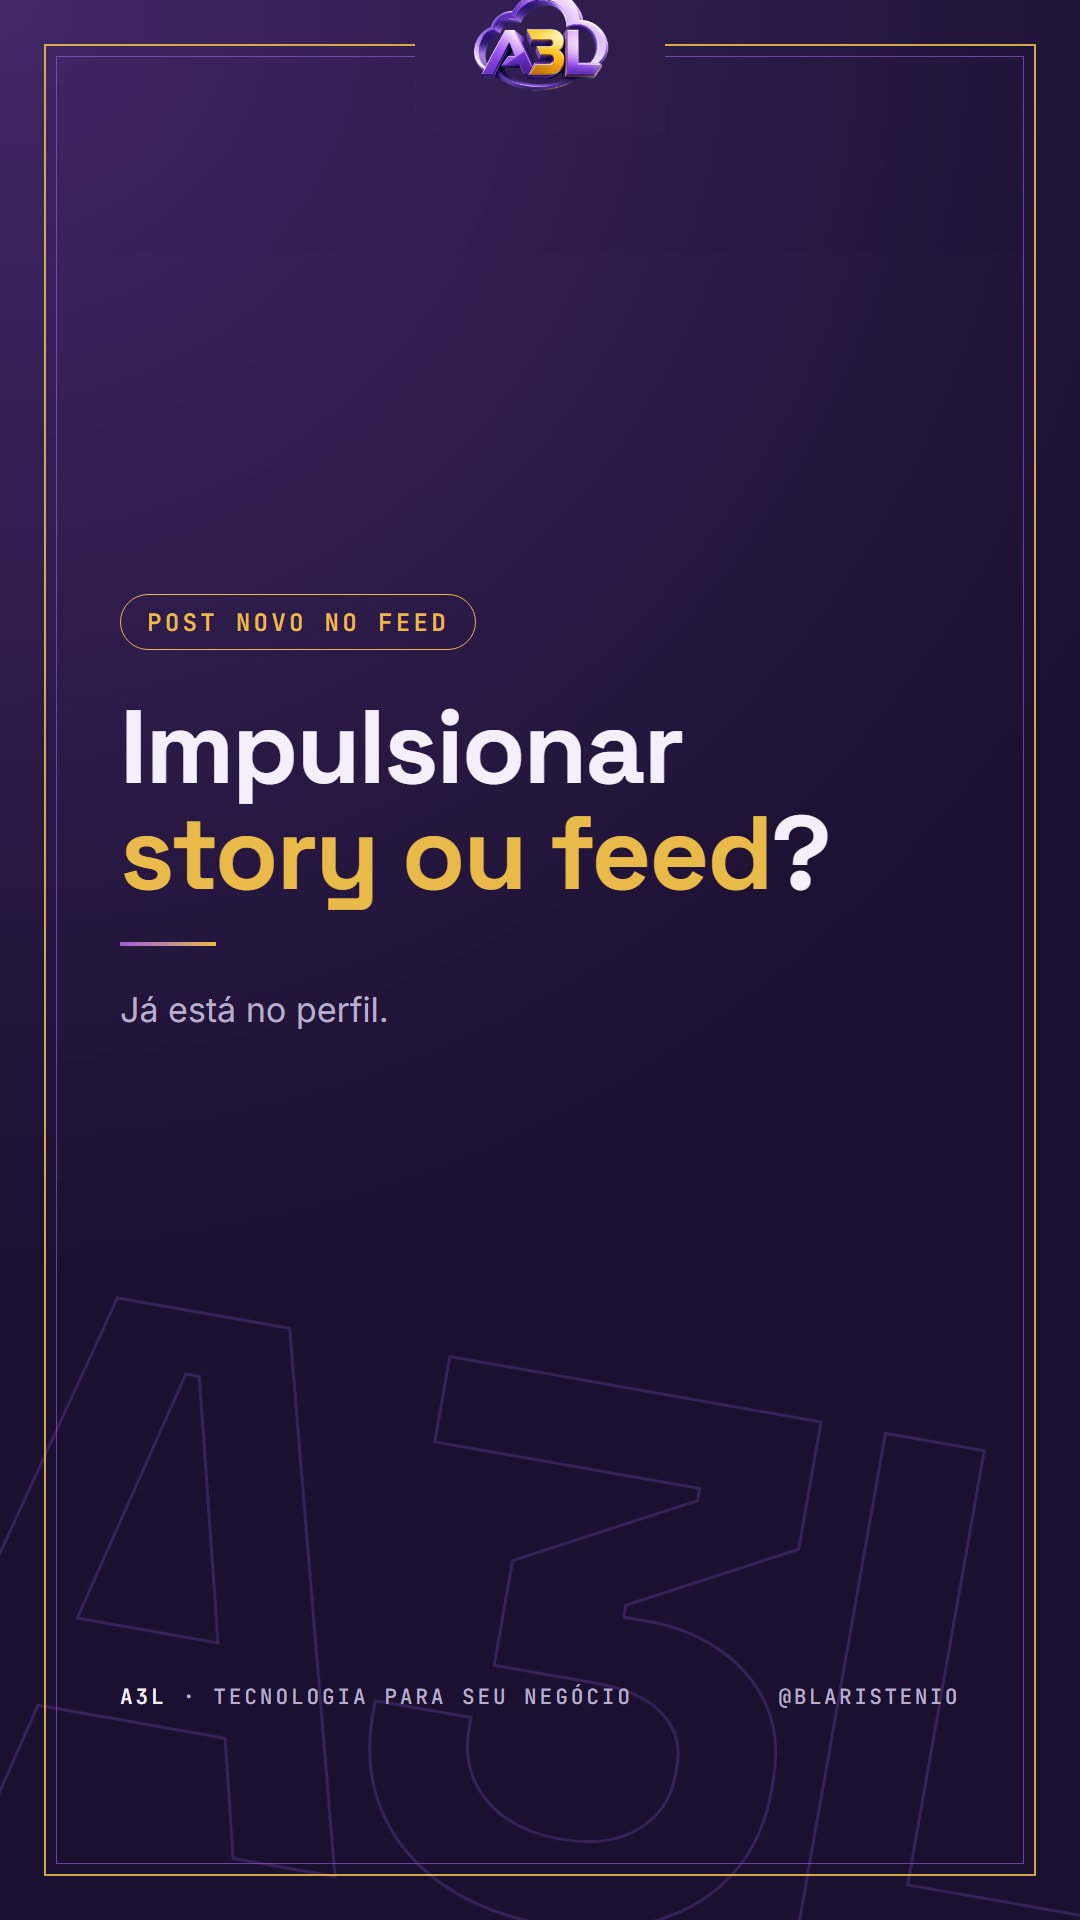 A3L
POST NOVO NO FEED
Impulsionar
story ou feed?
Já está no perfil.
A3L
A3L · TECNOLOGIA PARA SEU NEGÓCIO @BLARISTENIO